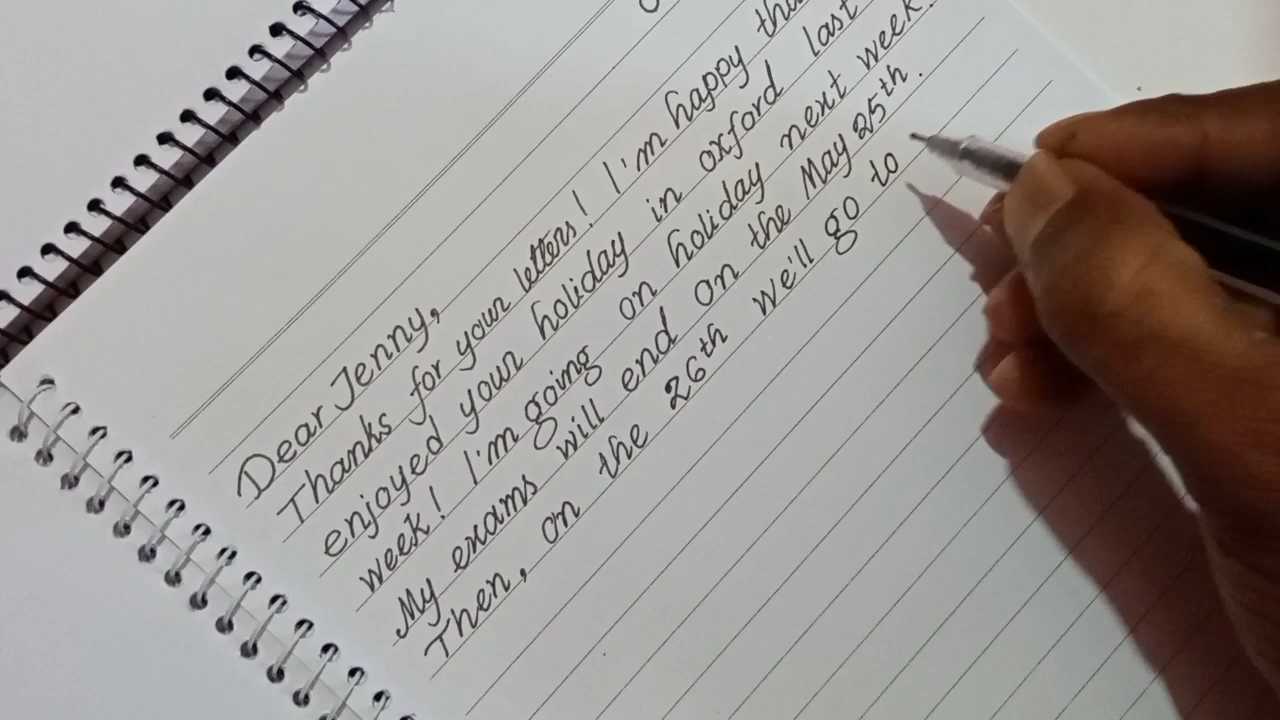 Dear Jenny,
Thanks for your letters! I'm happy
enjoyed your holiday in oxford last
week! I'm going on holiday next week.
My exams will end on the May 25th.
Then, on the 26th we'll go to